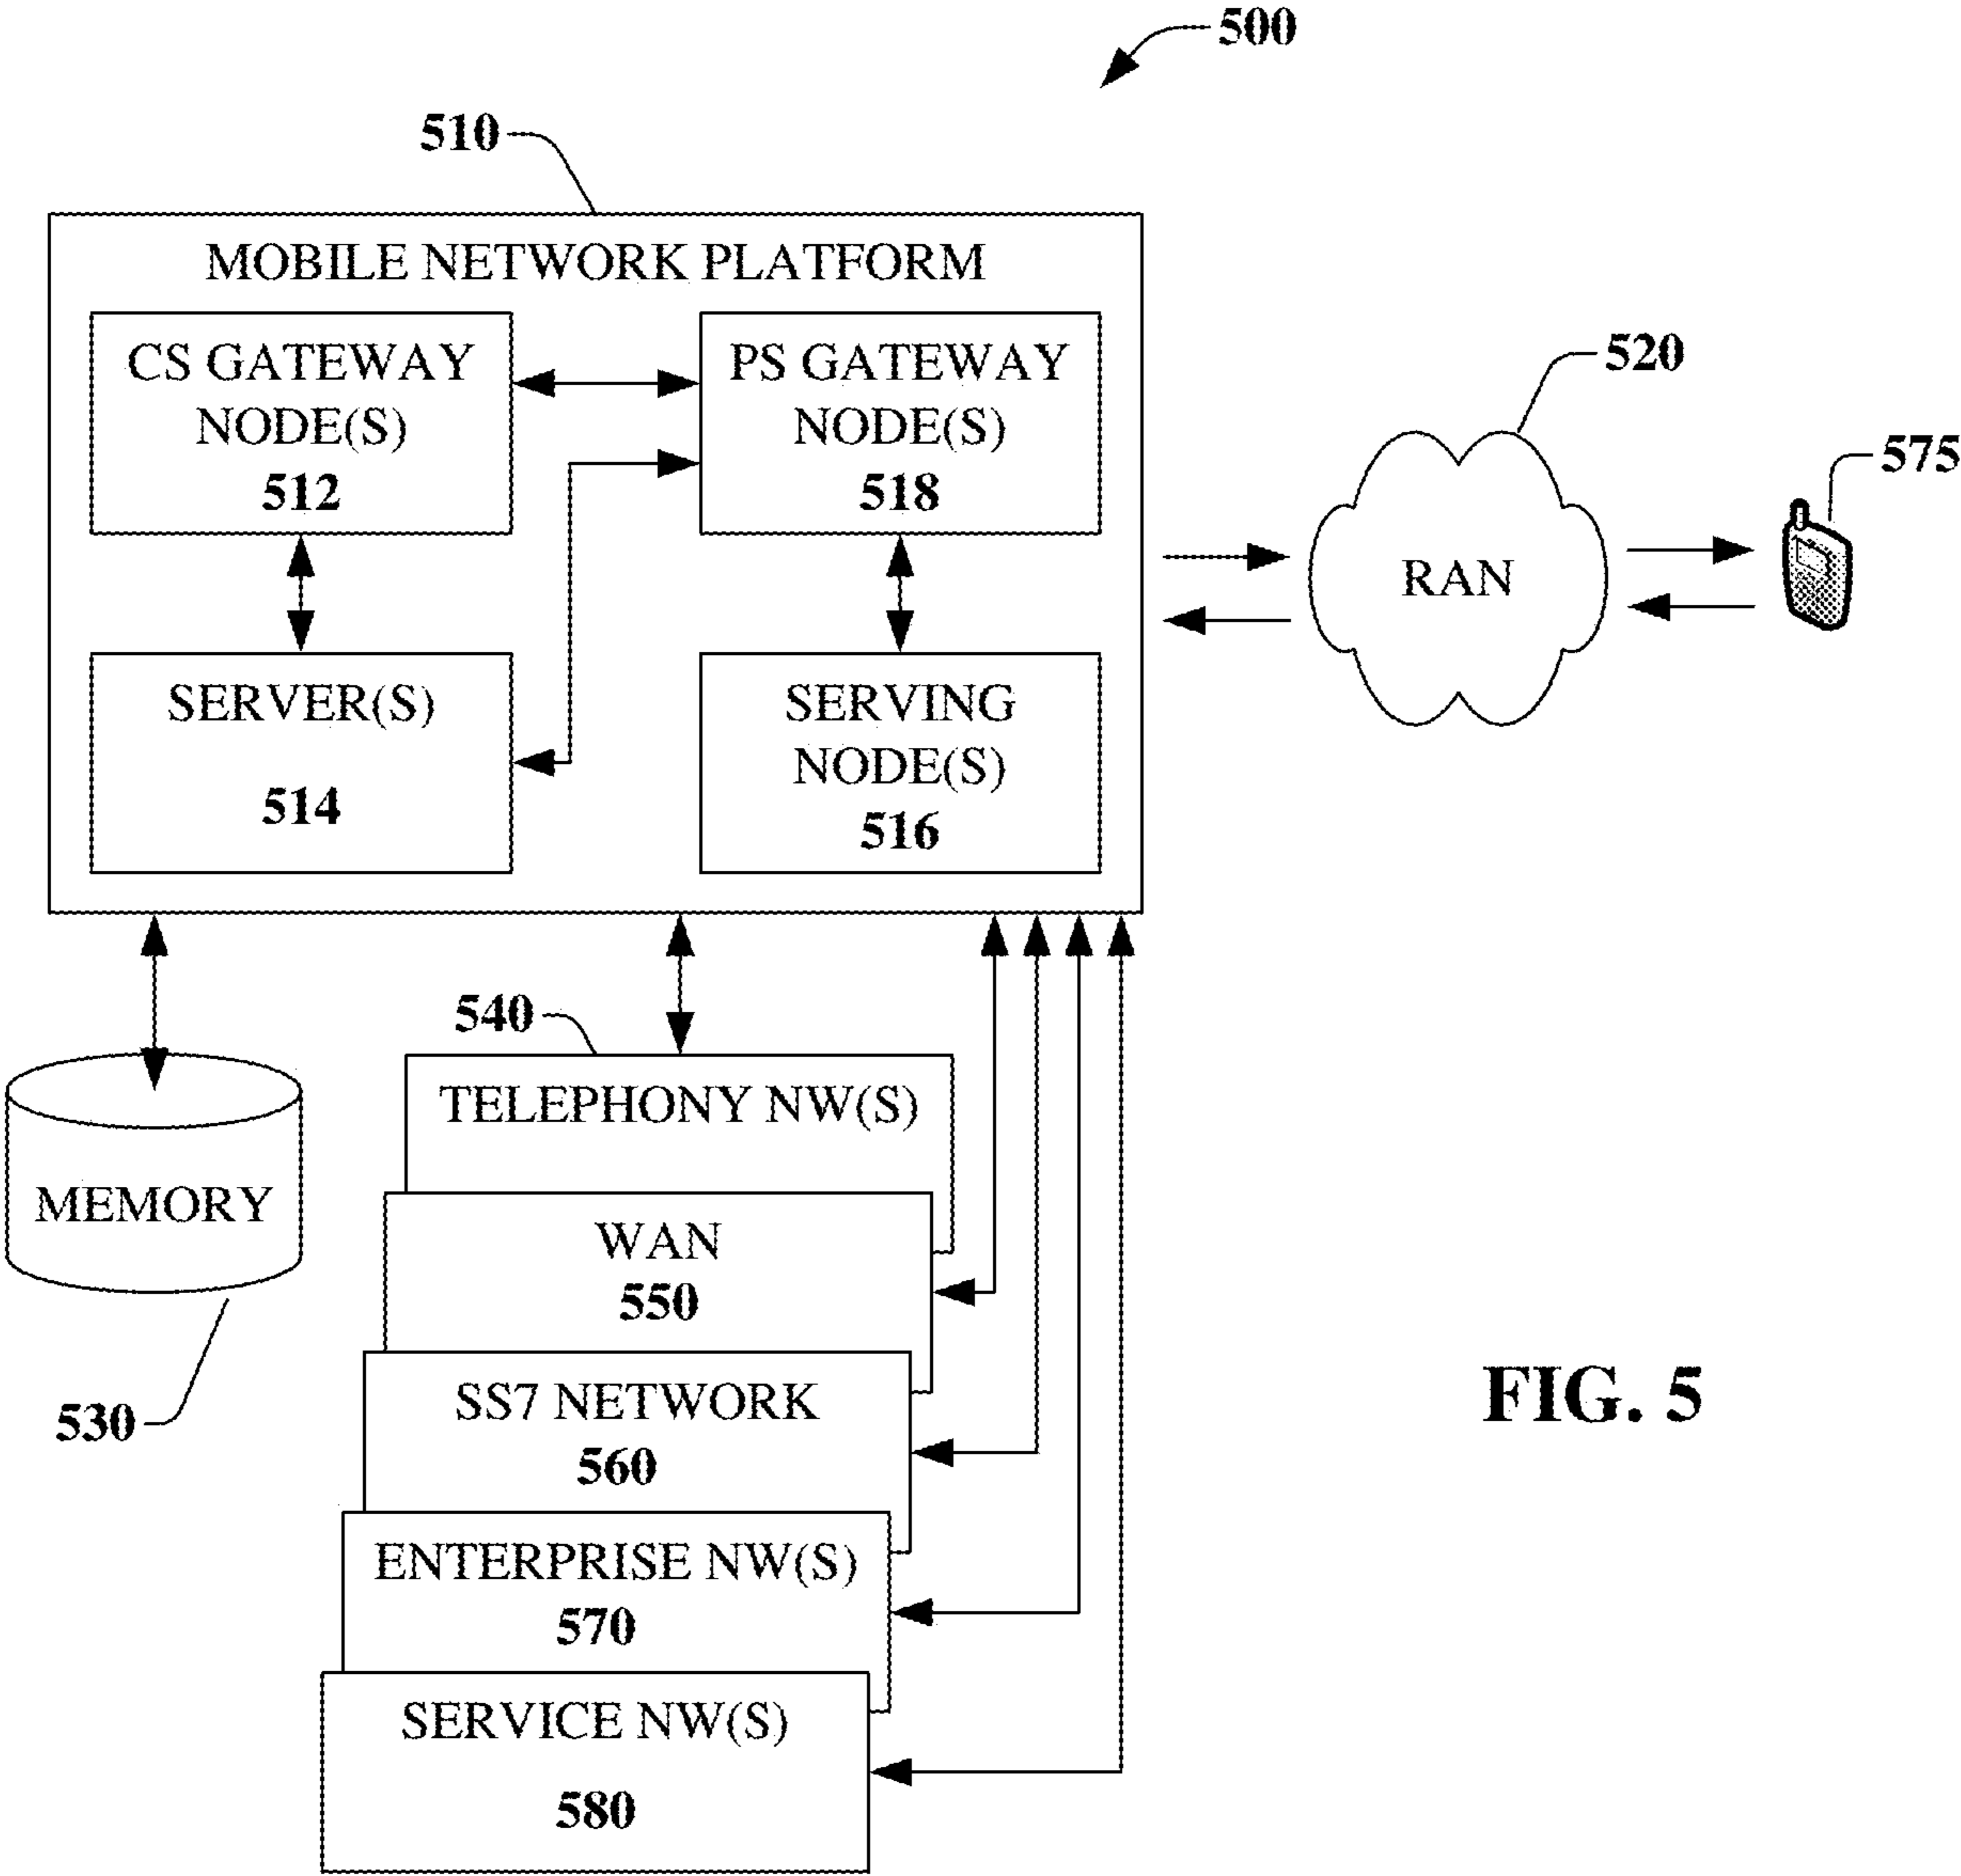 500
510
MOBILE NETWORK PLATFORM
CS GATEWAY
NODE(S)
512
PS GATEWAY
NODE(S)
518
SERVER(S)
514
SERVING
NODE(S)
516
520
RAN
575
540
TELEPHONY NW(S)
MEMORY
530
WAN
550
SS7 NETWORK
560
ENTERPRISE NW(S)
570
SERVICE NW(S)
580
FIG. 5